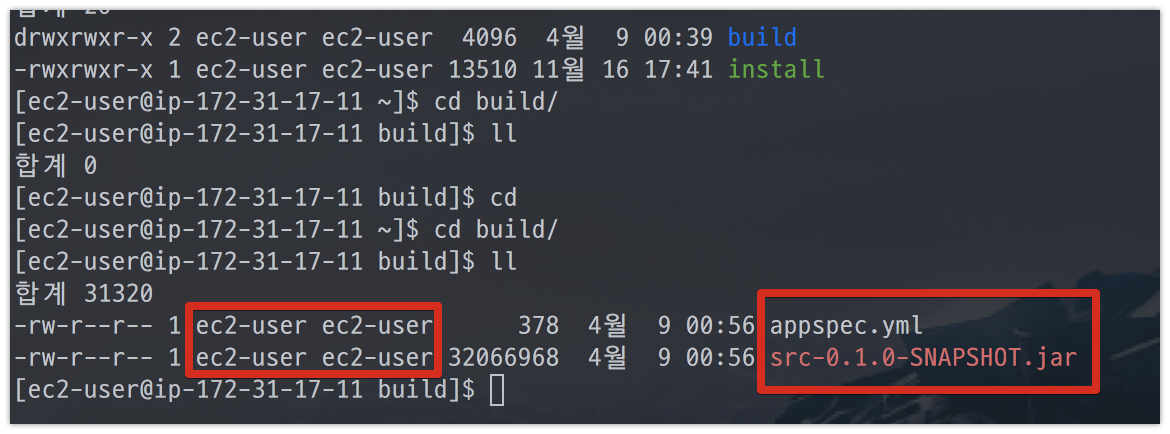 합계 20
drwxrwxr-x 2 ec2-user ec2-user  4096  4월  9 00:39 build
-rwxrwxr-x 1 ec2-user ec2-user 13510 11월 16 17:41 install
[ec2-user@ip-172-31-17-11 ~]$ cd build/
[ec2-user@ip-172-31-17-11 build]$ ll
합계 0
[ec2-user@ip-172-31-17-11 build]$ cd
[ec2-user@ip-172-31-17-11 ~]$ cd build/
[ec2-user@ip-172-31-17-11 build]$ ll
합계 31320
-rw-r--r-- 1 ec2-user ec2-user      378  4월  9 00:56 appspec.yml
-rw-r--r-- 1 ec2-user ec2-user 32066968  4월  9 00:56 src-0.1.0-SNAPSHOT.jar
[ec2-user@ip-172-31-17-11 build]$